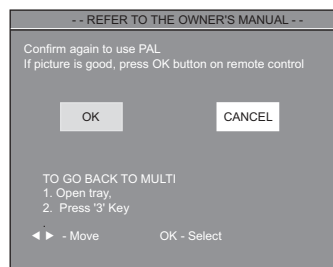 - - REFER TO THE OWNER'S MANUAL - -
Confirm again to use PAL
If picture is good, press OK button on remote control
OK CANCEL
TO GO BACK TO MULTI
1. Open tray,
2. Press '3' Key
.
◄ ► - Move OK - Select